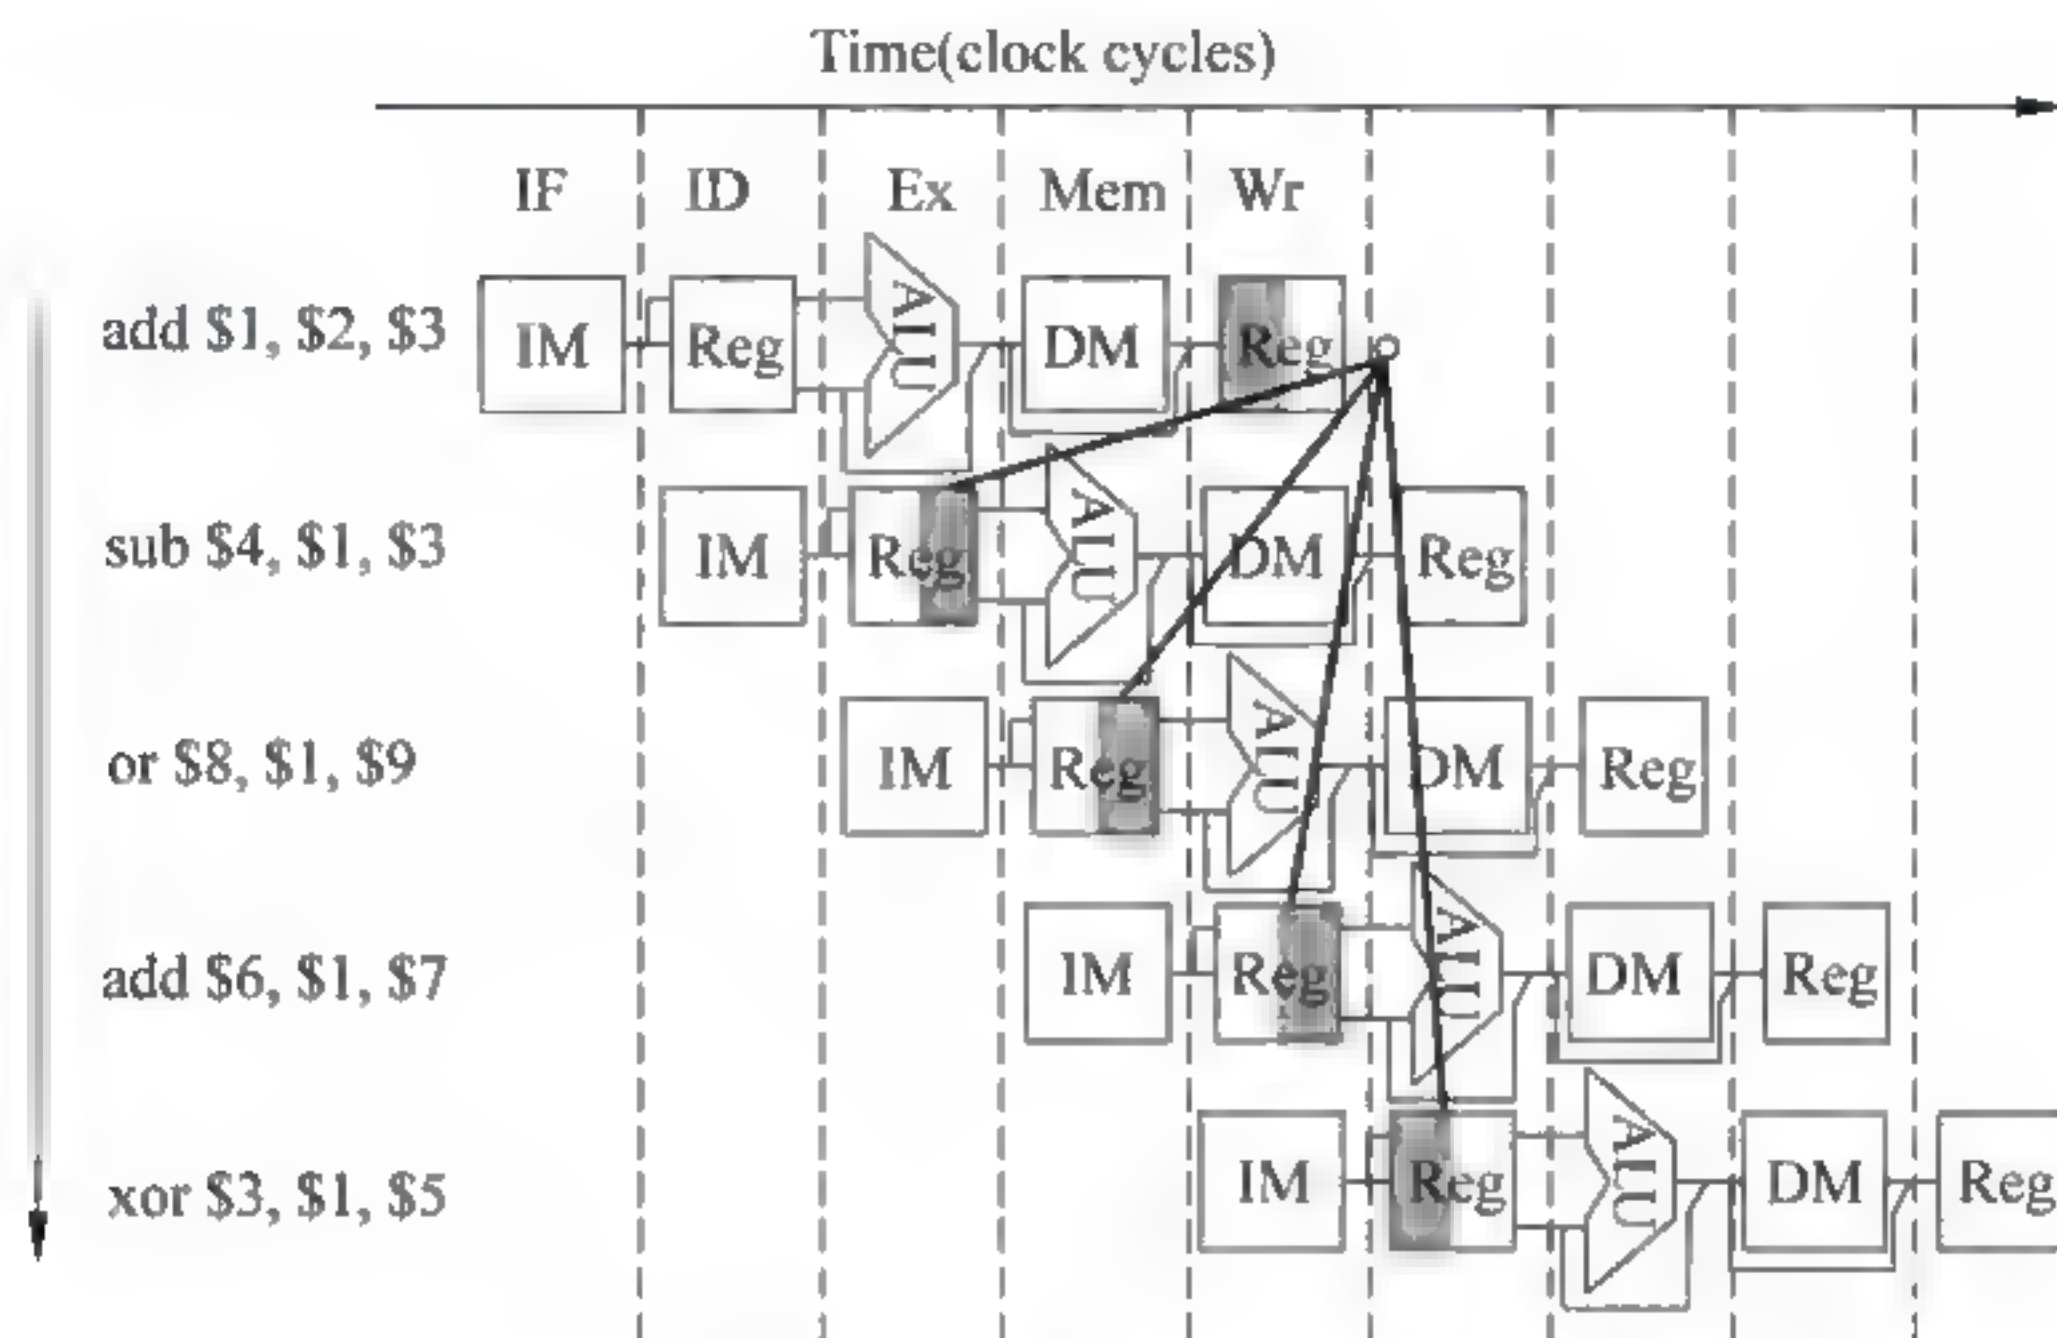 Time(clock cycles)
IF ID Ex Mem Wr
add $1, $2, $3 IM Reg ALU DM Reg
sub $4, $1, $3 IM Reg ALU DM Reg
or $8, $1, $9 IM Reg ALU DM Reg
add $6, $1, $7 IM Reg ALU DM Reg
xor $3, $1, $5 IM Reg ALU DM Reg